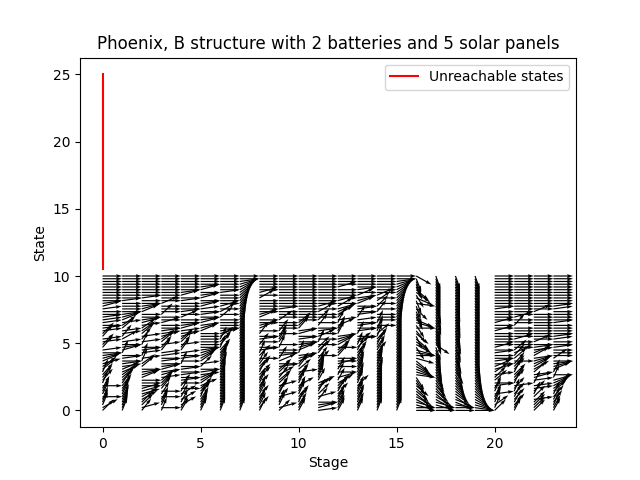 Phoenix, B structure with 2 batteries and 5 solar panels
Unreachable states
25
20
15
10
5
0
State
0 5 10 15 20
Stage